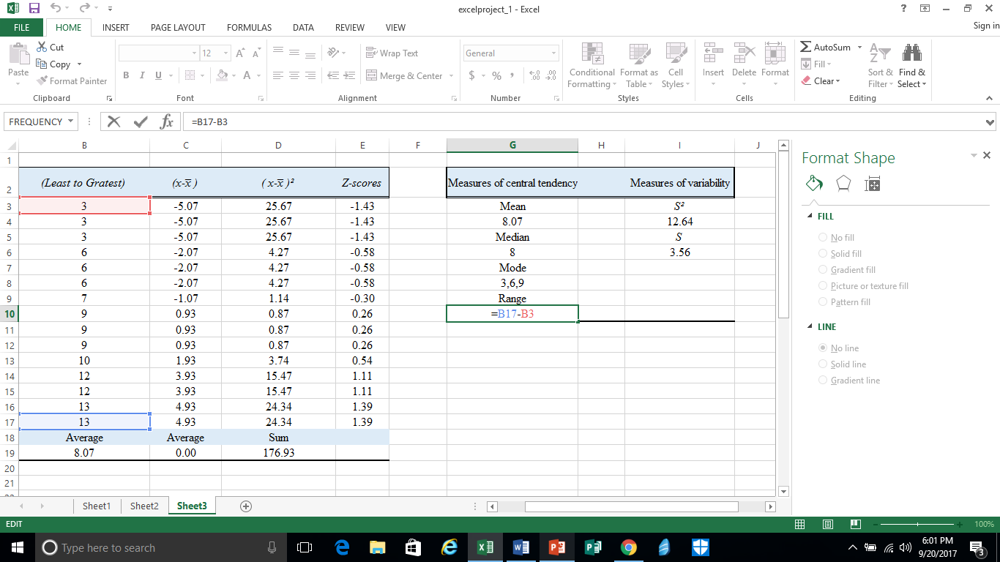 excelproject_1 - Excel
?
FILE HOME INSERT PAGE LAYOUT FORMULAS DATA REVIEW VIEW Sign in
Paste
Cut
Copy
Format Painter
Clipboard
12
B I U
Font
Wrap Text
Merge & Center
Alignment
General
$ % ,
Number
Conditional Formatting
Format as Table
Cell Styles
Styles
Insert Delete Format
Cells
AutoSum
Fill
Clear
Sort & Filter
Find & Select
Editing
FREQUENCY fx =B17-B3
B C D E F G H I J
1
2 (Least to Gratest) (x-x̅ ) ( x-x̅ )² Z-scores Measures of central tendency Measures of variability
3 3 -5.07 25.67 -1.43 Mean S²
4 3 -5.07 25.67 -1.43 8.07 12.64
5 3 -5.07 25.67 -1.43 Median S
6 6 -2.07 4.27 -0.58 8 3.56
7 6 -2.07 4.27 -0.58 Mode
8 6 -2.07 4.27 -0.58 3,6,9
9 7 -1.07 1.14 -0.30 Range
10 9 0.93 0.87 0.26 =B17-B3
11 9 0.93 0.87 0.26
12 9 0.93 0.87 0.26
13 10 1.93 3.74 0.54
14 12 3.93 15.47 1.11
15 12 3.93 15.47 1.11
16 13 4.93 24.34 1.39
17 13 4.93 24.34 1.39
18 Average Average Sum
19 8.07 0.00 176.93
20
21
Format Shape
FILL
No fill
Solid fill
Gradient fill
Picture or texture fill
Pattern fill
LINE
No line
Solid line
Gradient line
Sheet1 Sheet2 Sheet3
EDIT 100%
Type here to search
6:01 PM
9/20/2017
3